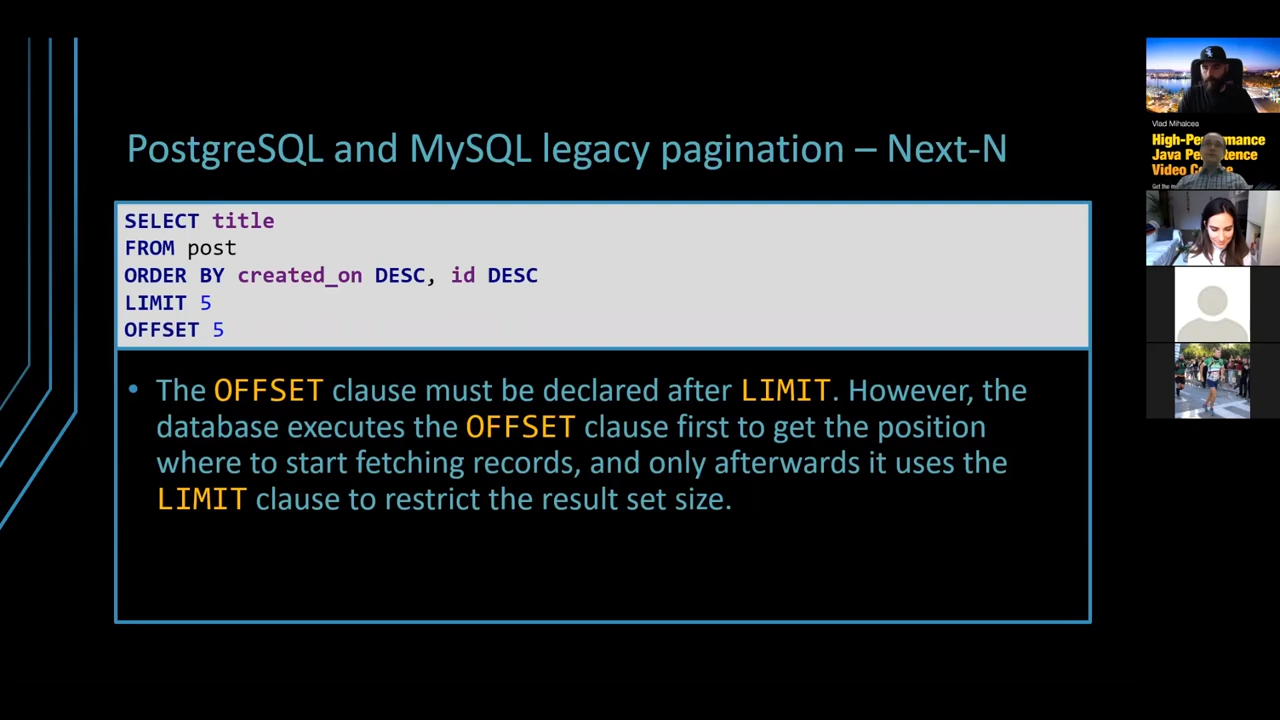 PostgreSQL and MySQL legacy pagination – Next-N
SELECT title
FROM post
ORDER BY created_on DESC, id DESC
LIMIT 5
OFFSET 5
• The OFFSET clause must be declared after LIMIT. However, the
database executes the OFFSET clause first to get the position
where to start fetching records, and only afterwards it uses the
LIMIT clause to restrict the result set size.
Vlad Mihalcea
Java
Video
Get the